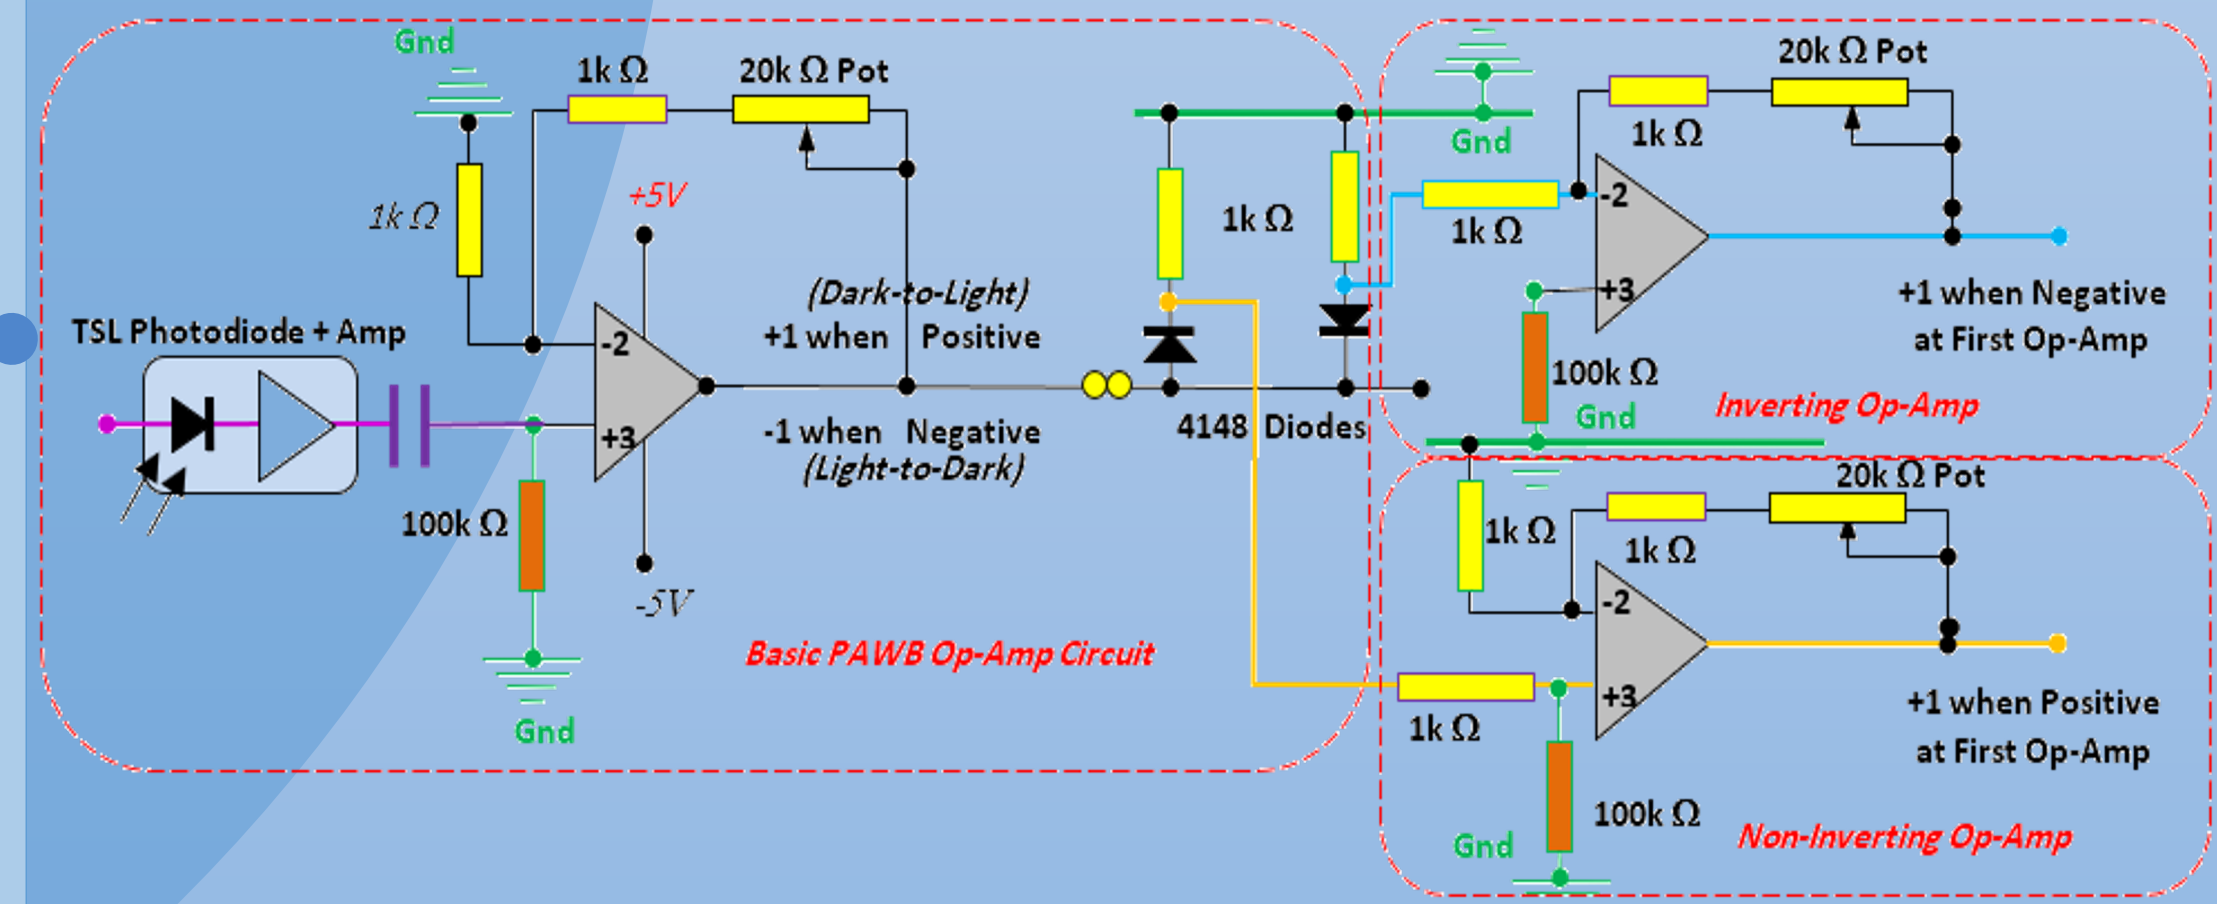 Gnd
1k Ω
20k Ω Pot
1k Ω
+5V
TSL Photodiode + Amp
-2
+3
(Dark-to-Light)
+1 when Positive
-1 when Negative
(Light-to-Dark)
100k Ω
-5V
Gnd
Basic PAWB Op-Amp Circuit
1k Ω
4148 Diodes
Gnd
20k Ω Pot
1k Ω
1k Ω
-2
+3
+1 when Negative
at First Op-Amp
100k Ω
Inverting Op-Amp
Gnd
20k Ω Pot
1k Ω
1k Ω
-2
+3
1k Ω
+1 when Positive
at First Op-Amp
100k Ω
Gnd
Non-Inverting Op-Amp